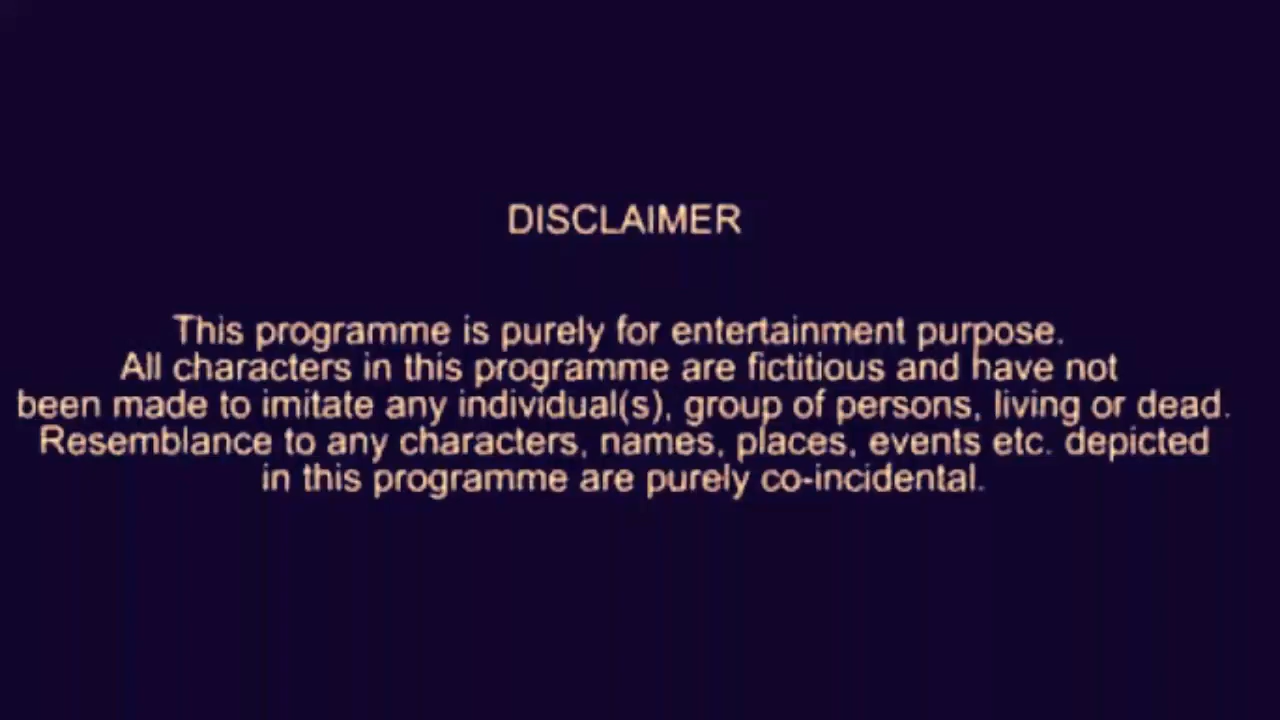 DISCLAIMER
This programme is purely for entertainment purpose.
All characters in this programme are fictitious and have not
been made to imitate any individual(s), group of persons, living or dead.
Resemblance to any characters, names, places, events etc. depicted
in this programme are purely co-incidental.